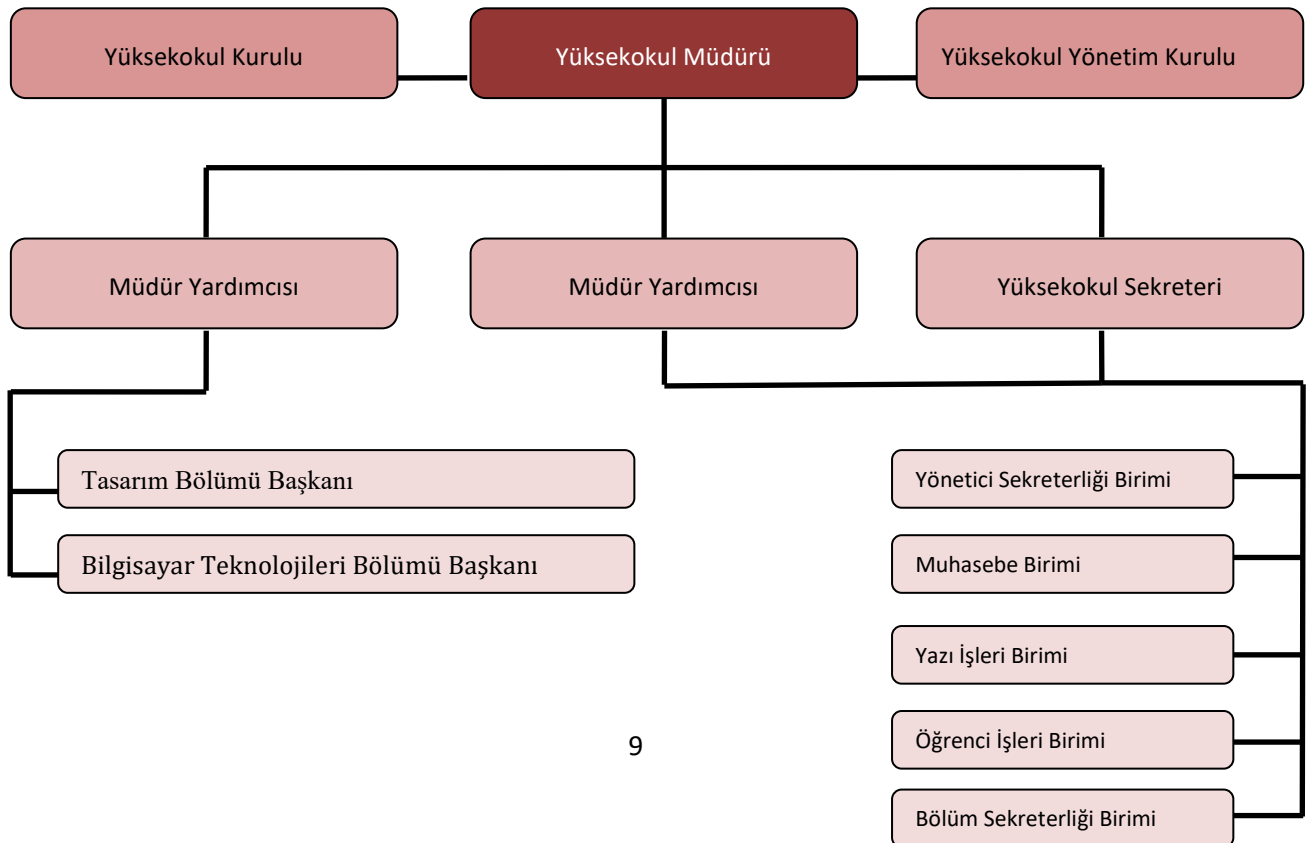 Yüksekokul Kurulu
Yüksekokul Müdürü
Yüksekokul Yönetim Kurulu
Müdür Yardımcısı
Müdür Yardımcısı
Yüksekokul Sekreteri
Tasarım Bölümü Başkanı
Bilgisayar Teknolojileri Bölümü Başkanı
Yönetici Sekreterliği Birimi
Muhasebe Birimi
Yazı İşleri Birimi
Öğrenci İşleri Birimi
Bölüm Sekreterliği Birimi
9